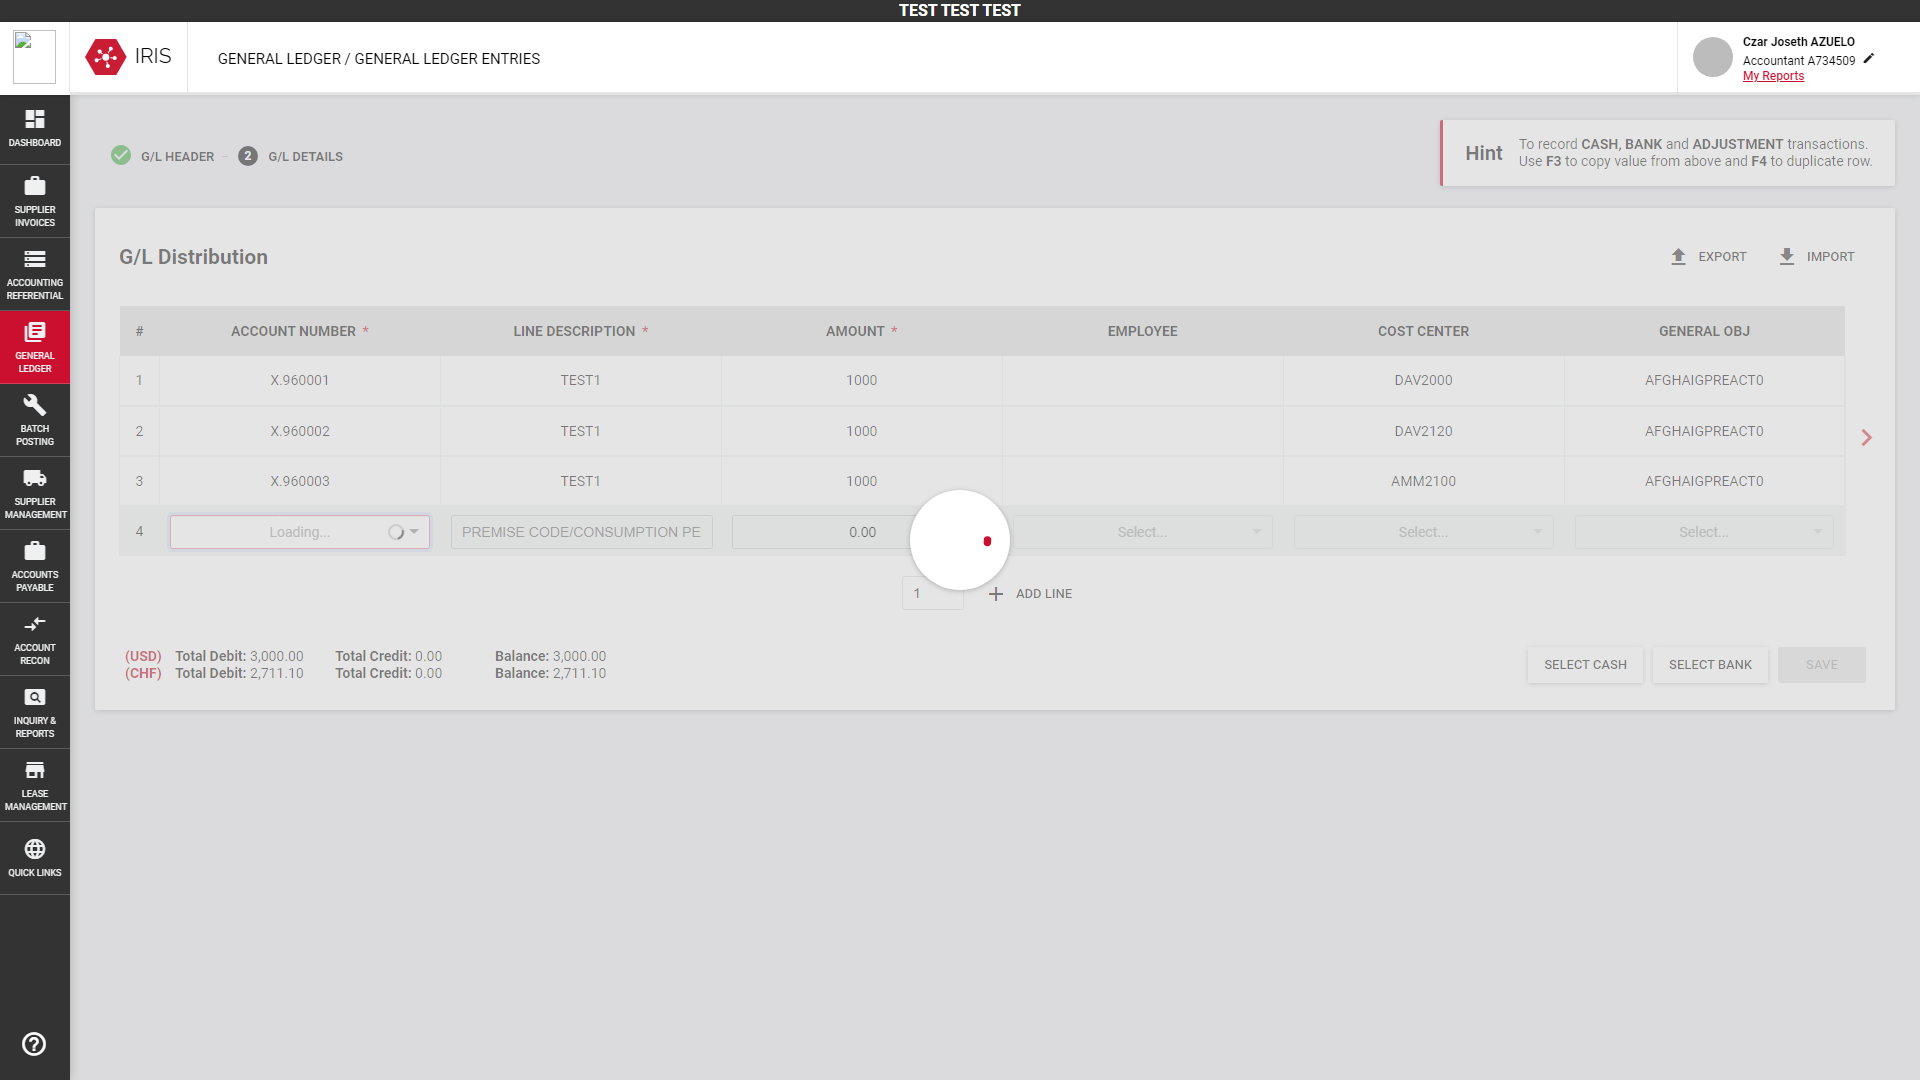 TEST TEST TEST
IRIS
GENERAL LEDGER / GENERAL LEDGER ENTRIES
Czar Joseth AZUELO
Accountant A734509
My Reports
DASHBOARD
SUPPLIER
INVOICES
ACCOUNTING
REFERENTIAL
GENERAL
LEDGER
BATCH
POSTING
SUPPLIER
MANAGEMENT
ACCOUNTS
PAYABLE
ACCOUNT
RECON
INQUIRY &
REPORTS
LEASE
MANAGEMENT
QUICK LINKS
G/L HEADER
2 G/L DETAILS
Hint
To record CASH, BANK and ADJUSTMENT transactions.
Use F3 to copy value from above and F4 to duplicate row.
G/L Distribution
EXPORT IMPORT
# ACCOUNT NUMBER * LINE DESCRIPTION * AMOUNT * EMPLOYEE COST CENTER GENERAL OBJ
1 X.960001 TEST1 1000 DAV2000 AFGHAIGPREACT0
2 X.960002 TEST1 1000 DAV2120 AFGHAIGPREACT0
3 X.960003 TEST1 1000 AMM2100 AFGHAIGPREACT0
4 Loading... PREMISE CODE/CONSUMPTION PE 0.00 Select... Select... Select...
1 + ADD LINE
(USD) Total Debit: 3,000.00 Total Credit: 0.00 Balance: 3,000.00
(CHF) Total Debit: 2,711.10 Total Credit: 0.00 Balance: 2,711.10
SELECT CASH SELECT BANK SAVE